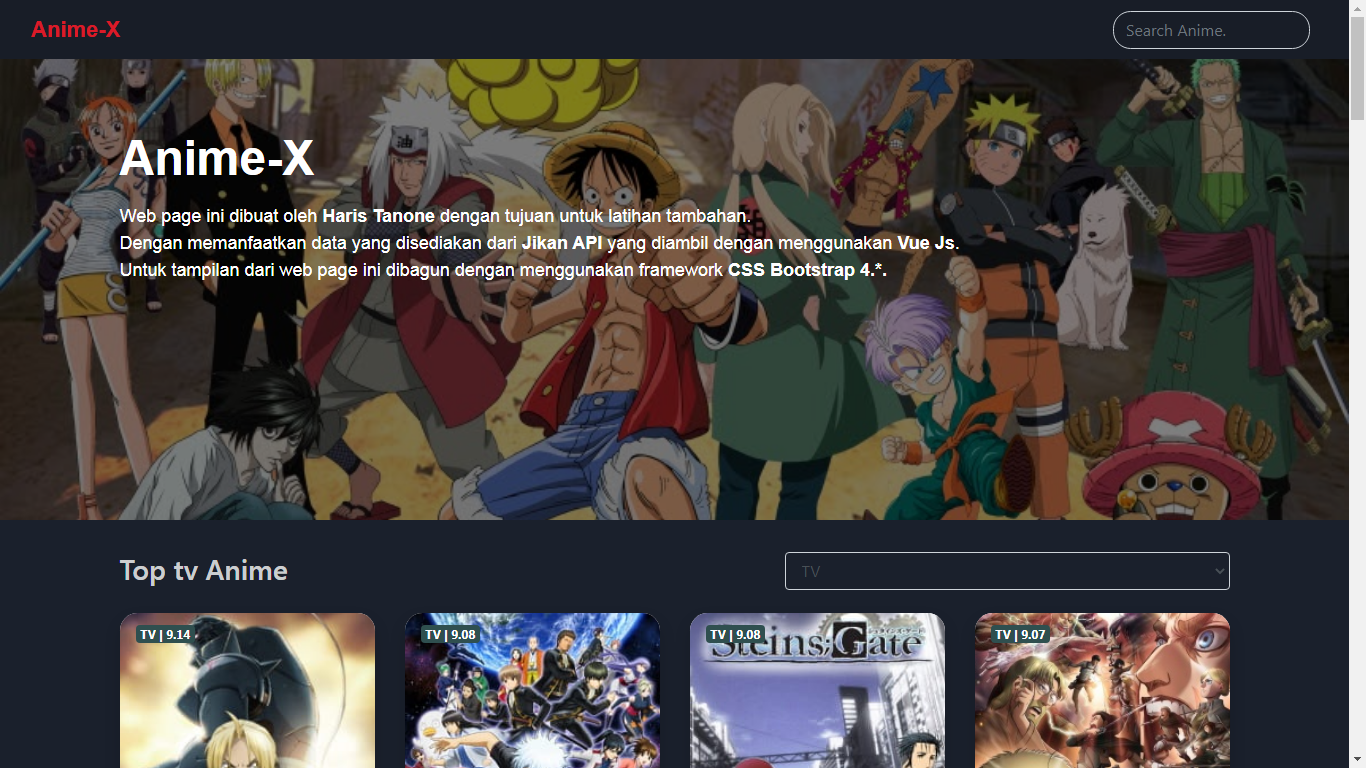 Anime-X
Search Anime.
油
Anime-X
Web page ini dibuat oleh Haris Tanone dengan tujuan untuk latihan tambahan.
Dengan memanfaatkan data yang disediakan dari Jikan API yang diambil dengan menggunakan Vue Js.
Untuk tampilan dari web page ini dibagun dengan menggunakan framework CSS Bootstrap 4.*.
Top tv Anime
TV
TV | 9.14
TV | 9.08
TV | 9.08
TV | 9.07
Steins;Gate